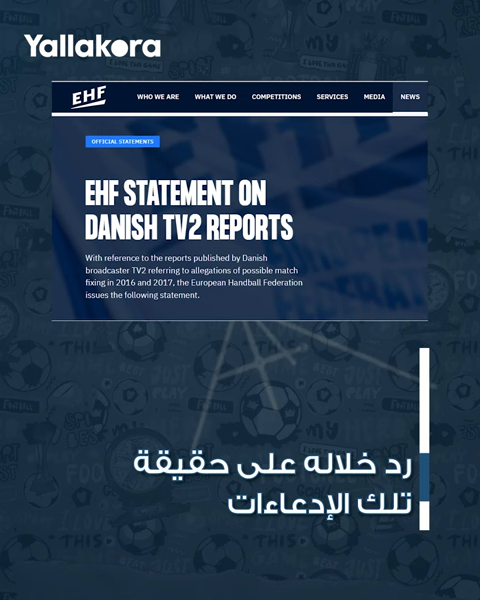 Yallakora
EHF
WHO WE ARE WHAT WE DO COMPETITIONS SERVICES MEDIA NEWS
OFFICIAL STATEMENTS
EHF STATEMENT ON
DANISH TV2 REPORTS
With reference to the reports published by Danish
broadcaster TV2 referring to allegations of possible match
fixing in 2016 and 2017, the European Handball Federation
issues the following statement.
رد خلاله على حقيقة
تلك الإدعاءات